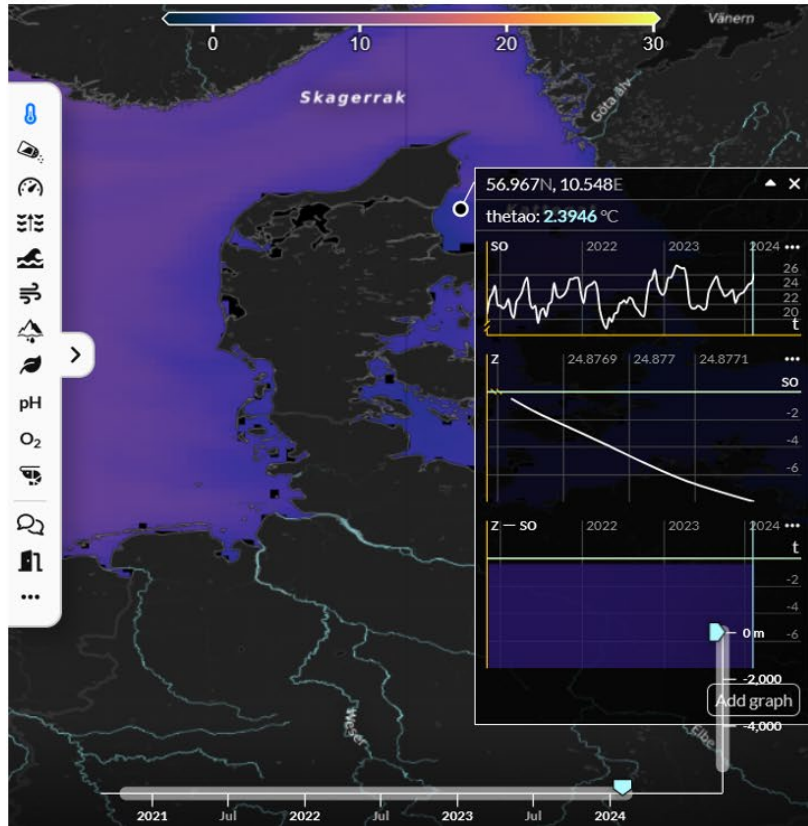 0 10 20 30
Vänern
Skagerrak
Göta älv
56.967N, 10.548E
thetao: 2.3946 °C
so 2022 2023 2024
26
24
22
20
t
z 24.8769 24.877 24.8771
so
-2
-4
-6
z — so 2022 2023 2024
t
-2
-4
-6
pH
O₂
0 m
-2,000
Add graph
-4,000
Weser
Elbe
2021 Jul 2022 Jul 2023 Jul 2024